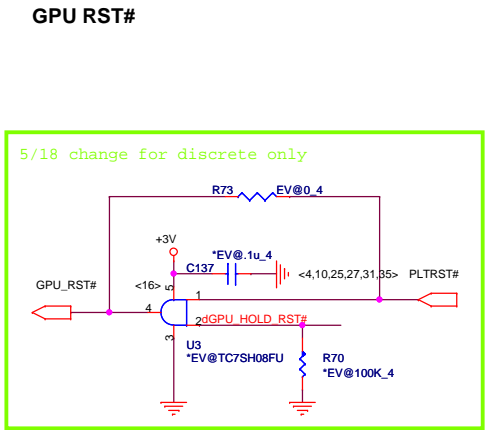 GPU RST#
5/18 change for discrete only
R73 EV@0_4
+3V
*EV@.1u_4
C137
<4,10,25,27,31,35> PLTRST#
GPU_RST# <16>
5
1
4
2 dGPU_HOLD_RST#
3
U3
*EV@TC7SH08FU
R70
*EV@100K_4